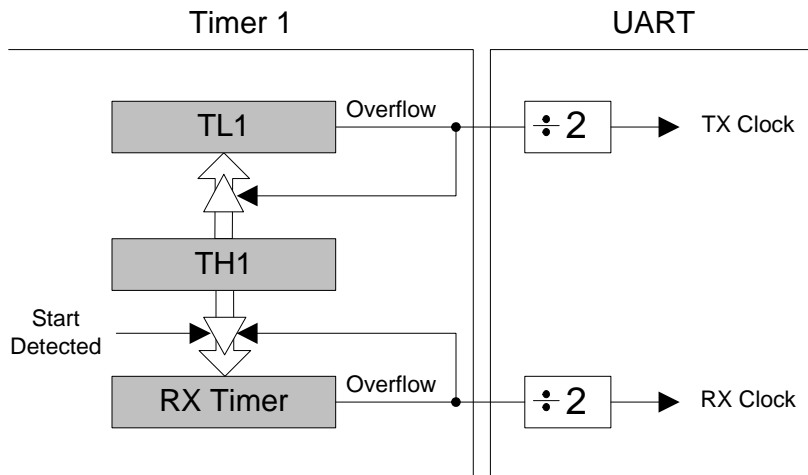 Timer 1
UART
TL1
Overflow
÷ 2
TX Clock
TH1
Start
Detected
RX Timer
Overflow
÷ 2
RX Clock